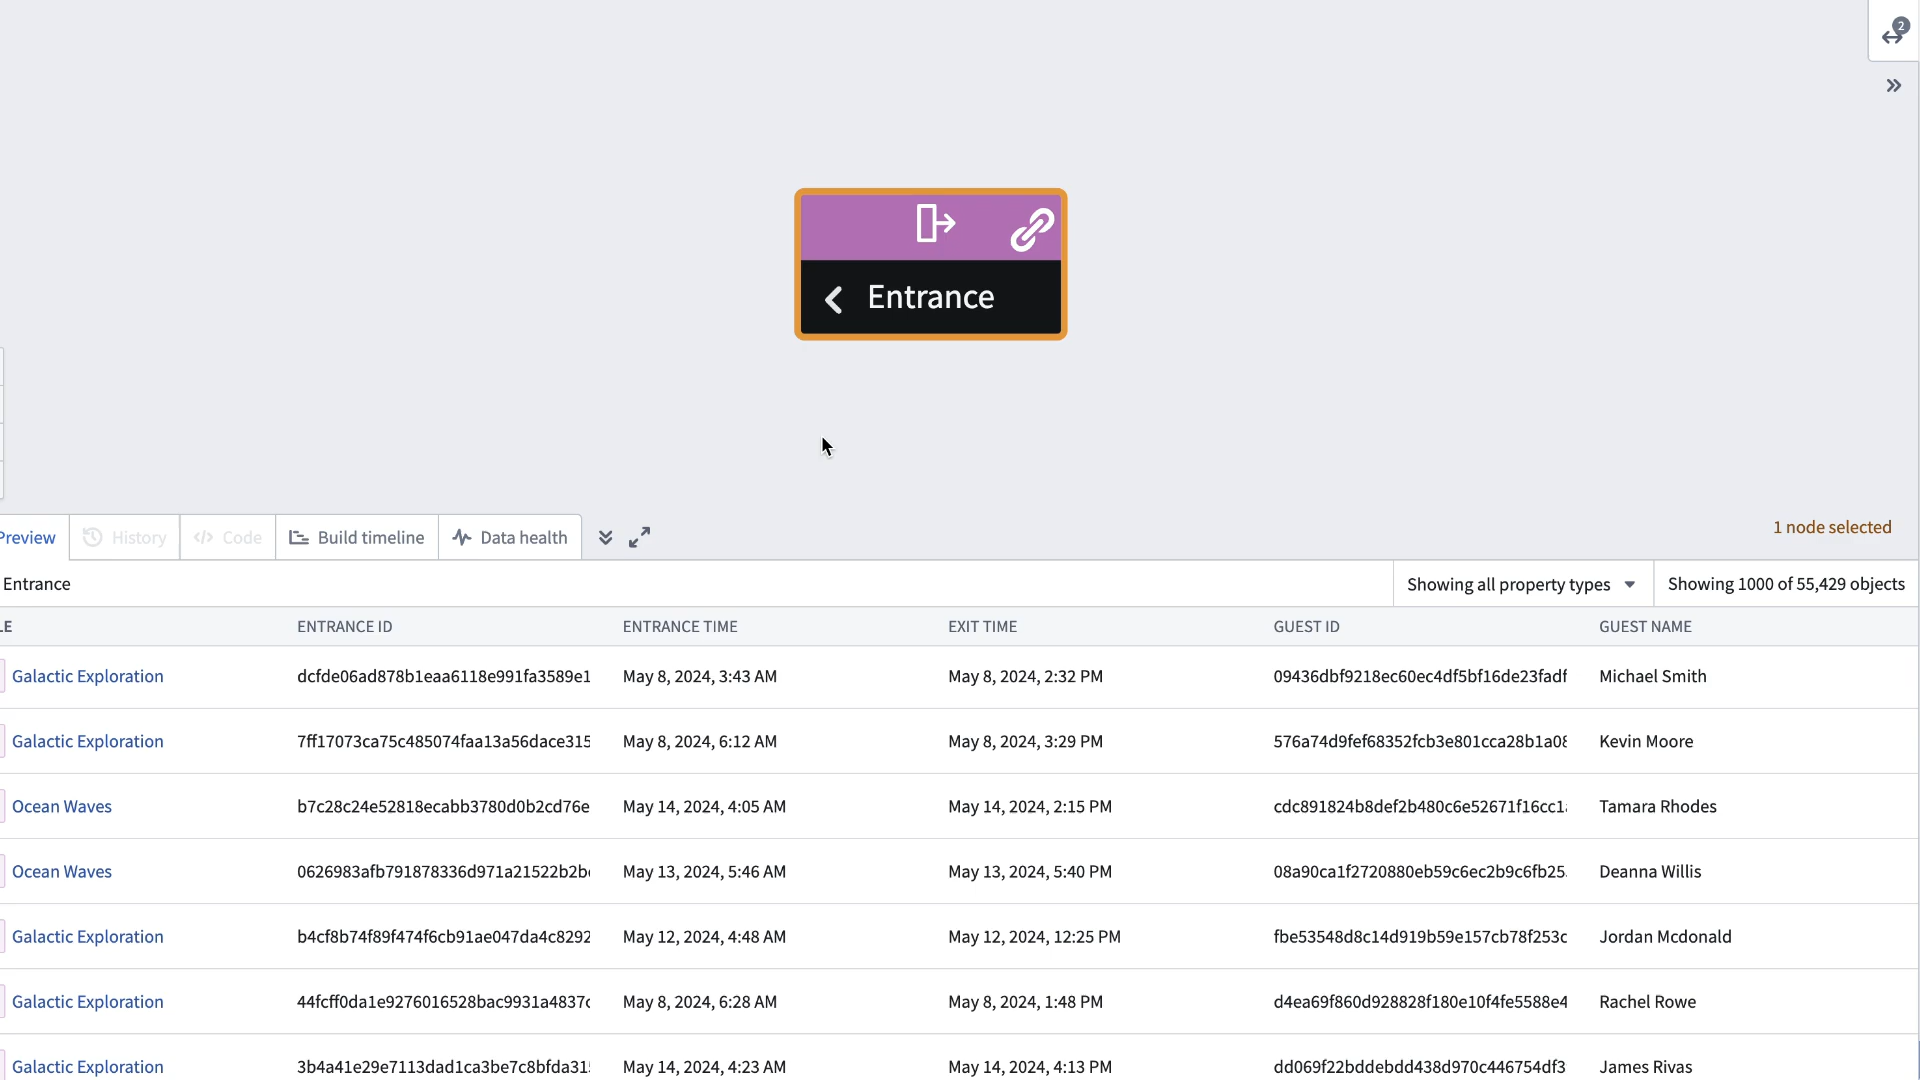 2
Entrance
Preview History Code Build timeline Data health
1 node selected
Entrance Showing all property types Showing 1000 of 55,429 objects
LE ENTRANCE ID ENTRANCE TIME EXIT TIME GUEST ID GUEST NAME
Galactic Exploration dcfde06ad878b1eaa6118e991fa3589e1 May 8, 2024, 3:43 AM May 8, 2024, 2:32 PM 09436dbf9218ec60ec4df5bf16de23fadf Michael Smith
Galactic Exploration 7ff17073ca75c485074faa13a56dace315 May 8, 2024, 6:12 AM May 8, 2024, 3:29 PM 576a74d9fef68352fcb3e801cca28b1a08 Kevin Moore
Ocean Waves b7c28c24e52818ecabb3780d0b2cd76e May 14, 2024, 4:05 AM May 14, 2024, 2:15 PM cdc891824b8def2b480c6e52671f16cc1 Tamara Rhodes
Ocean Waves 0626983afb791878336d971a21522b2b May 13, 2024, 5:46 AM May 13, 2024, 5:40 PM 08a90ca1f2720880eb59c6ec2b9c6fb25 Deanna Willis
Galactic Exploration b4cf8b74f89f474f6cb91ae047da4c8292 May 12, 2024, 4:48 AM May 12, 2024, 12:25 PM fbe53548d8c14d919b59e157cb78f253c Jordan Mcdonald
Galactic Exploration 44fcff0da1e9276016528bac9931a4837 May 8, 2024, 6:28 AM May 8, 2024, 1:48 PM d4ea69f860d928828f180e10f4fe5588e4 Rachel Rowe
Galactic Exploration 3b4a41e29e7113dad1ca3be7c8bfda31 May 14, 2024, 4:23 AM May 14, 2024, 4:13 PM dd069f22bddebdd438d970c446754df3 James Rivas